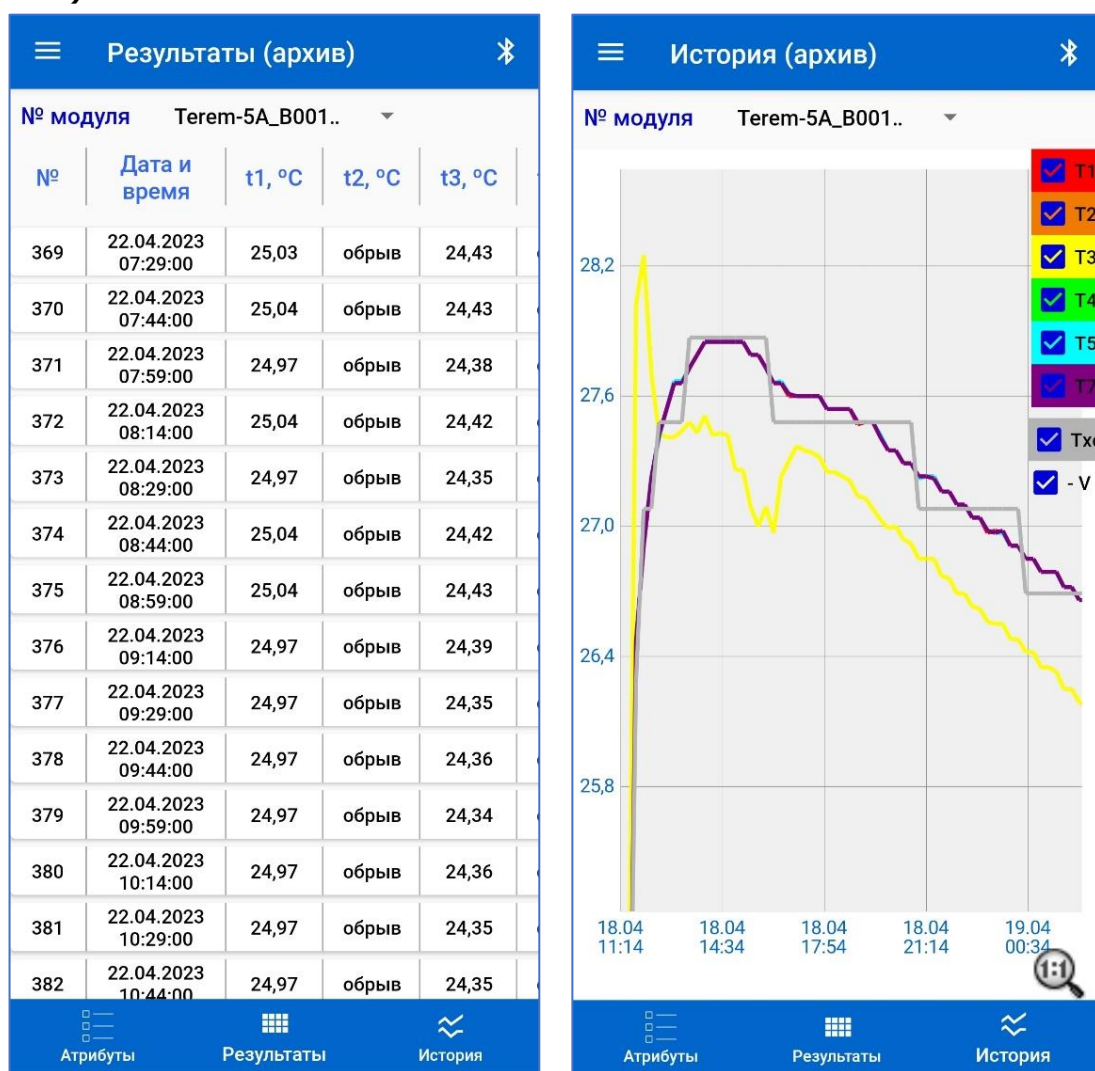 Результаты (архив)
№ модуля Terem-5A_B001..
№ Дата и время t1, °C t2, °C t3, °C
369 22.04.2023 07:29:00 25,03 обрыв 24,43
370 22.04.2023 07:44:00 25,04 обрыв 24,43
371 22.04.2023 07:59:00 24,97 обрыв 24,38
372 22.04.2023 08:14:00 25,04 обрыв 24,42
373 22.04.2023 08:29:00 24,97 обрыв 24,35
374 22.04.2023 08:44:00 25,04 обрыв 24,42
375 22.04.2023 08:59:00 25,04 обрыв 24,43
376 22.04.2023 09:14:00 24,97 обрыв 24,39
377 22.04.2023 09:29:00 24,97 обрыв 24,35
378 22.04.2023 09:44:00 24,97 обрыв 24,36
379 22.04.2023 09:59:00 24,97 обрыв 24,34
380 22.04.2023 10:14:00 24,97 обрыв 24,36
381 22.04.2023 10:29:00 24,97 обрыв 24,35
382 22.04.2023 10:44:00 24,97 обрыв 24,35
Атрибуты Результаты История
История (архив)
№ модуля Terem-5A_B001..
T1
T2
T3
T4
T5
T7
- V
28,2
27,6
27,0
26,4
25,8
18.04 18.04 18.04 18.04 19.04
11:14 14:34 17:54 21:14 00:34
1:1
Атрибуты Результаты История